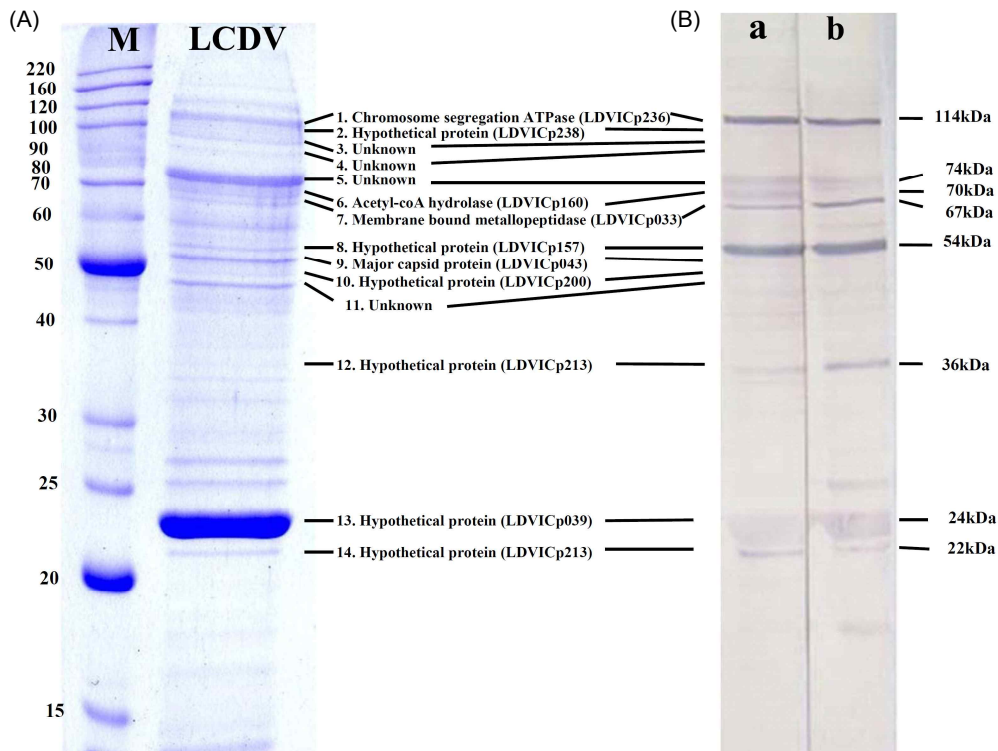 (A)
M LCDV
220
160
120
100
90
80
70
60
50
40
30
25
20
15
1. Chromosome segregation ATPase (LDVICp236)
2. Hypothetical protein (LDVICp238)
3. Unknown
4. Unknown
5. Unknown
6. Acetyl-coA hydrolase (LDVICp160)
7. Membrane bound metallopeptidase (LDVICp033)
8. Hypothetical protein (LDVICp157)
9. Major capsid protein (LDVICp043)
10. Hypothetical protein (LDVICp200)
11. Unknown
12. Hypothetical protein (LDVICp213)
13. Hypothetical protein (LDVICp039)
14. Hypothetical protein (LDVICp213)
(B)
a b
114kDa
74kDa
70kDa
67kDa
54kDa
36kDa
24kDa
22kDa